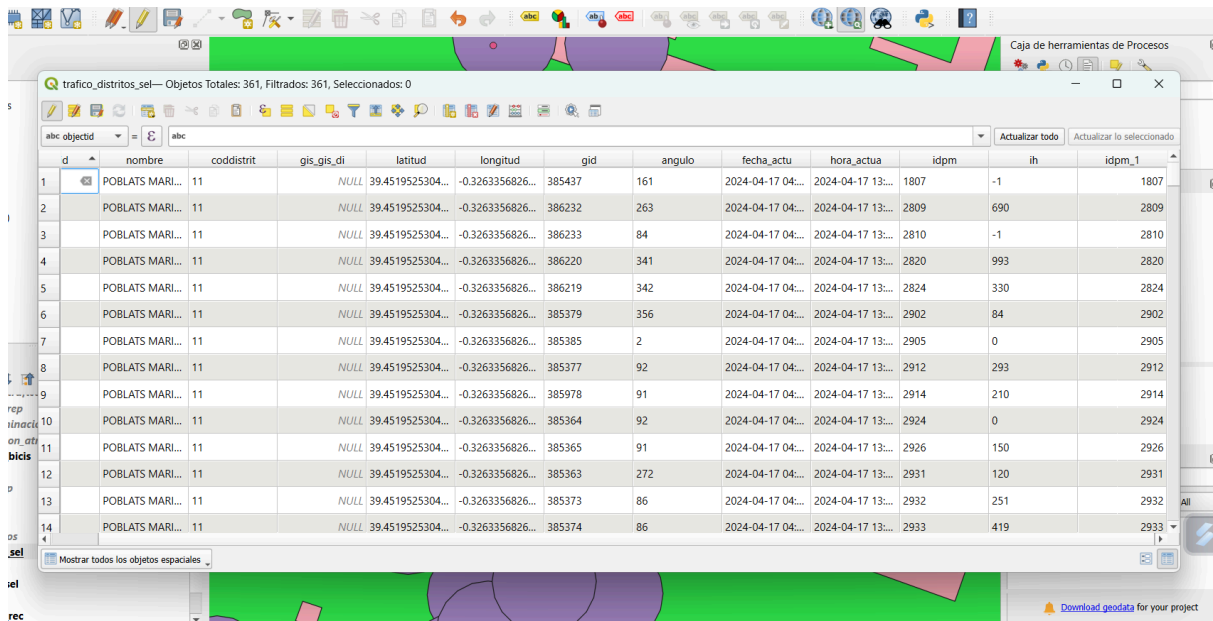 abc
ab
abc
abc
abc
abc
abc
abc
?
Caja de herramientas de Procesos
trafico_distritos_sel— Objetos Totales: 361, Filtrados: 361, Seleccionados: 0
abc objectid = ε abc Actualizar todo Actualizar lo seleccionado
d nombre coddistrit gis_gis_di latitud longitud gid angulo fecha_actu hora_actua idpm ih idpm_1
1 POBLATS MARI... 11 NULL 39.4519525304... -0.3263356826... 385437 161 2024-04-17 04:... 2024-04-17 13:... 1807 -1 1807
2 POBLATS MARI... 11 NULL 39.4519525304... -0.3263356826... 386232 263 2024-04-17 04:... 2024-04-17 13:... 2809 690 2809
3 POBLATS MARI... 11 NULL 39.4519525304... -0.3263356826... 386233 84 2024-04-17 04:... 2024-04-17 13:... 2810 -1 2810
4 POBLATS MARI... 11 NULL 39.4519525304... -0.3263356826... 386220 341 2024-04-17 04:... 2024-04-17 13:... 2820 993 2820
5 POBLATS MARI... 11 NULL 39.4519525304... -0.3263356826... 386219 342 2024-04-17 04:... 2024-04-17 13:... 2824 330 2824
6 POBLATS MARI... 11 NULL 39.4519525304... -0.3263356826... 385379 356 2024-04-17 04:... 2024-04-17 13:... 2902 84 2902
7 POBLATS MARI... 11 NULL 39.4519525304... -0.3263356826... 385385 2 2024-04-17 04:... 2024-04-17 13:... 2905 0 2905
8 POBLATS MARI... 11 NULL 39.4519525304... -0.3263356826... 385377 92 2024-04-17 04:... 2024-04-17 13:... 2912 293 2912
9 POBLATS MARI... 11 NULL 39.4519525304... -0.3263356826... 385978 91 2024-04-17 04:... 2024-04-17 13:... 2914 210 2914
10 POBLATS MARI... 11 NULL 39.4519525304... -0.3263356826... 385364 92 2024-04-17 04:... 2024-04-17 13:... 2924 0 2924
11 POBLATS MARI... 11 NULL 39.4519525304... -0.3263356826... 385365 91 2024-04-17 04:... 2024-04-17 13:... 2926 150 2926
12 POBLATS MARI... 11 NULL 39.4519525304... -0.3263356826... 385363 272 2024-04-17 04:... 2024-04-17 13:... 2931 120 2931
13 POBLATS MARI... 11 NULL 39.4519525304... -0.3263356826... 385373 86 2024-04-17 04:... 2024-04-17 13:... 2932 251 2932
14 POBLATS MARI... 11 NULL 39.4519525304... -0.3263356826... 385374 86 2024-04-17 04:... 2024-04-17 13:... 2933 419 2933
Mostrar todos los objetos espaciales
rep
bicis
All
_sel
sel
rec
Download geodata for your project